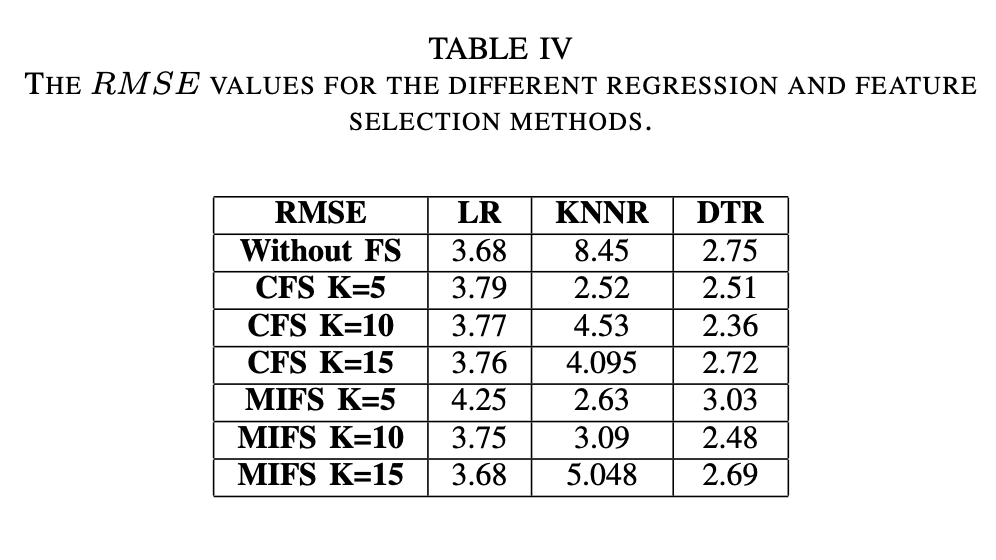 TABLE IV
THE RMSE VALUES FOR THE DIFFERENT REGRESSION AND FEATURE
SELECTION METHODS.
RMSE LR KNNR DTR
Without FS 3.68 8.45 2.75
CFS K=5 3.79 2.52 2.51
CFS K=10 3.77 4.53 2.36
CFS K=15 3.76 4.095 2.72
MIFS K=5 4.25 2.63 3.03
MIFS K=10 3.75 3.09 2.48
MIFS K=15 3.68 5.048 2.69